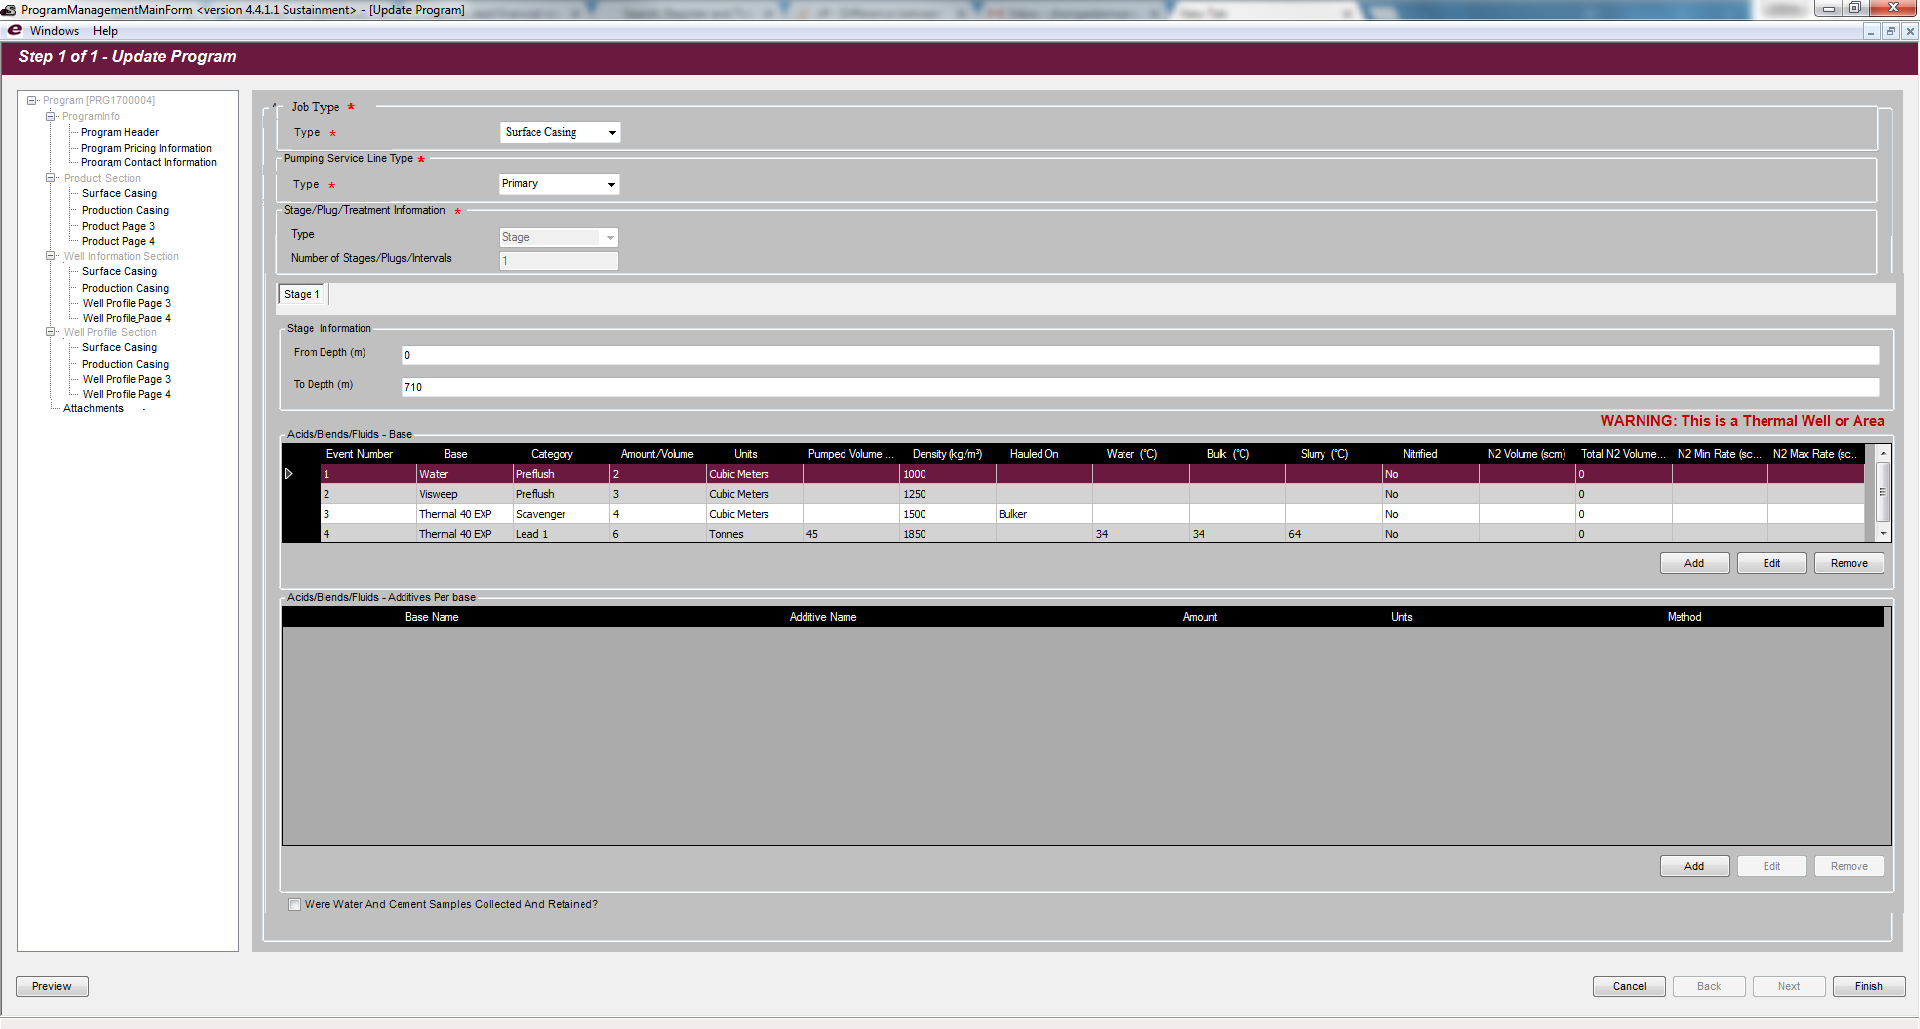 ProgramManagementMainForm <version 4.4.1.1 Sustainment> - [Update Program]
Windows Help
Step 1 of 1 - Update Program
Program [PRG1700004]
ProgramInfo
Program Header
Program Pricing Information
Program Contact Information
Product Section
Surface Casing
Production Casing
Product Page 3
Product Page 4
Well Information Section
Surface Casing
Production Casing
Well Profile Page 3
Well Profile Page 4
Well Profile Section
Surface Casing
Production Casing
Well Profile Page 3
Well Profile Page 4
Attachments
Job Type *
Type * Surface Casing
Pumping Service Line Type *
Type * Primary
Stage/Plug/Treatment Information *
Type Stage
Number of Stages/Plugs/Intervals 1
Stage 1
Stage Information
From Depth (m) 0
To Depth (m) 710
WARNING: This is a Thermal Well or Area
Acids/Bends/Fluids - Base
Event Number Base Category Amount/Volume Units Pumped Volume ... Density (kg/m³) Hauled On Water (°C) Bulk (°C) Slurry (°C) Nitrified N2 Volume (scm) Total N2 Volume... N2 Min Rate (sc... N2 Max Rate (sc...
1 Water Preflush 2 Cubic Meters 1000 No 0
2 Visweep Preflush 3 Cubic Meters 1250 No 0
3 Thermal 40 EXP Scavenger 4 Cubic Meters 1500 Bulker No 0
4 Thermal 40 EXP Lead 1 6 Tonnes 45 1850 34 34 64 No 0
Add Edit Remove
Acids/Bends/Fluids - Additives Per base
Base Name Additive Name Amount Unts Method
Add Edit Remove
Were Water And Cement Samples Collected And Retained?
Preview Cancel Back Next Finish